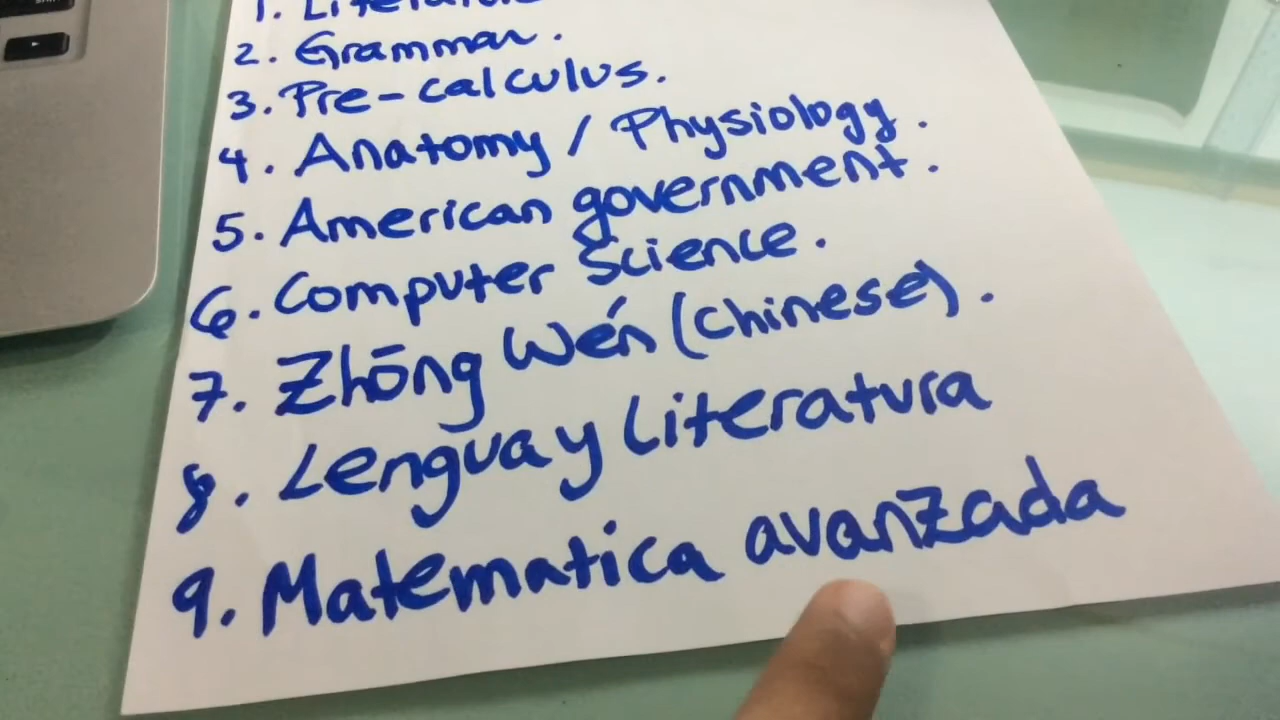 1.
2. Grammar.
3. Pre-calculus.
4. Anatomy / Physiology.
5. American government.
6. Computer Science.
7. Zhōng Wén (Chinese).
8. Lengua y Literatura
9. Matematica avanzada